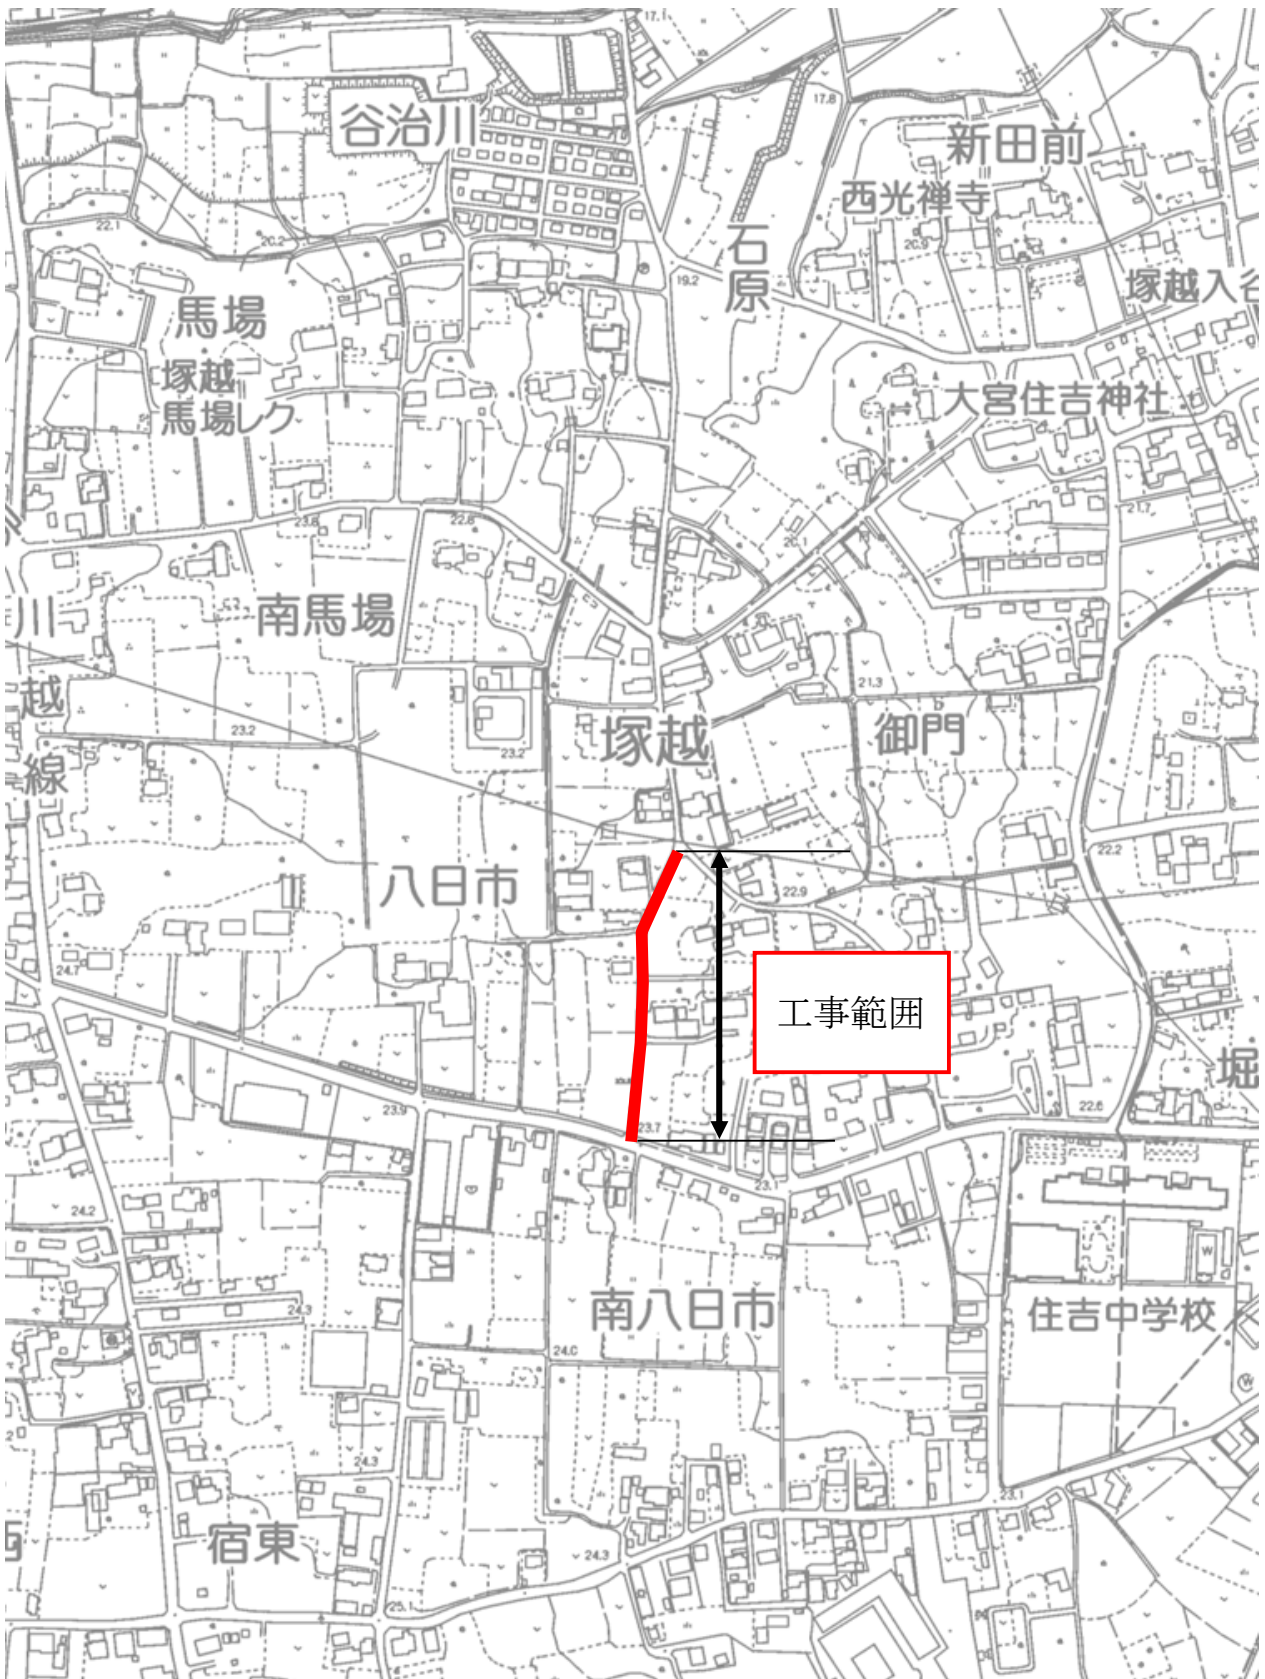 17.1
谷治川
17.8
新田前
西光禅寺
20.9
22.1
20.2
石原
19.2
塚越入谷
馬場
塚越
馬場レク
大宮住吉神社
21.7
23.8
22.8
20.1
川越線
南馬場
21.3
23.2
塚越
23.2
御門
22.2
八日市
22.9
24.7
工事範囲
堀
23.9
23.7
22.6
23.1
24.2
24.3
南八日市
住吉中学校
W
24.0
W
24.3
23.1
宿東
24.3
25.1